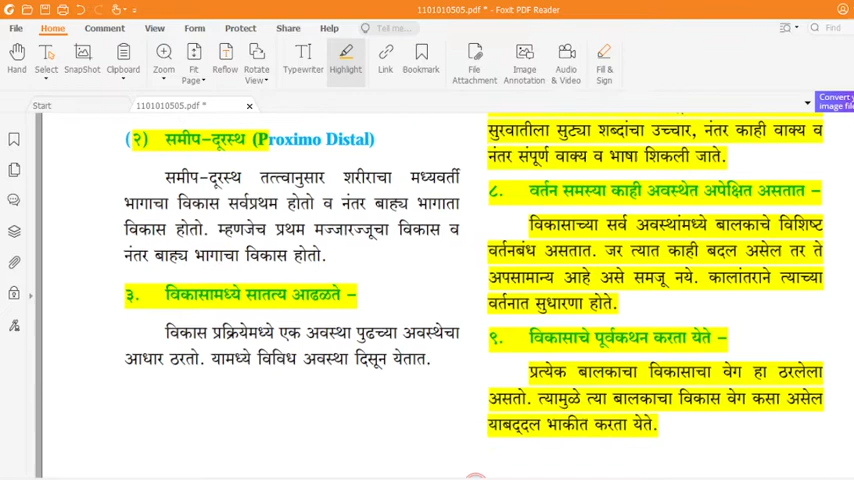 1101010505.pdf * - Foxit PDF Reader
File Home Comment View Form Protect Share Help Tell me... Find
Hand Select SnapShot Clipboard Zoom Fit Page Reflow Rotate View Typewriter Highlight Link Bookmark File Attachment Image Annotation Audio & Video Fill & Sign
Start 1101010505.pdf *
Convert image file
(२) समीप-दूरस्थ (Proximo Distal)
समीप-दूरस्थ तत्त्वानुसार शरीराचा मध्यवर्ती
भागाचा विकास सर्वप्रथम होतो व नंतर बाह्य भागाता
विकास होतो. म्हणजेच प्रथम मज्जारज्जूचा विकास व
नंतर बाह्य भागाचा विकास होतो.
३. विकासामध्ये सातत्य आढळते -
विकास प्रक्रियेमध्ये एक अवस्था पुढच्या अवस्थेचा
आधार ठरतो. यामध्ये विविध अवस्था दिसून येतात.
सुरवातीला सुट्या शब्दांचा उच्चार, नंतर काही वाक्य व
नंतर संपूर्ण वाक्य व भाषा शिकली जाते.
८. वर्तन समस्या काही अवस्थेत अपेक्षित असतात -
विकासाच्या सर्व अवस्थांमध्ये बालकाचे विशिष्ट
वर्तनबंध असतात. जर त्यात काही बदल असेल तर ते
अपसामान्य आहे असे समजू नये. कालांतराने त्याच्या
वर्तनात सुधारणा होते.
९. विकासाचे पूर्वकथन करता येते -
प्रत्येक बालकाचा विकासाचा वेग हा ठरलेला
असतो. त्यामुळे त्या बालकाचा विकास वेग कसा असेल
याबद्दल भाकीत करता येते.